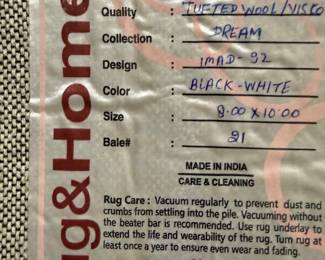 Rug&Home
Quality : TUFTED WOOL/VISCO
Collection : DREAM
Design : IMAD-92
Color : BLACK-WHITE
Size : 8.00 X 10.00
Bale# : 21
MADE IN INDIA
CARE & CLEANING
Rug Care : Vacuum regularly to prevent dust and
crumbs from settling into the pile. Vacuuming without
the beater bar is recommended. Use rug underlay to
extend the life and wearability of the rug. Turn rug at
least once a year to ensure even wear and fading.